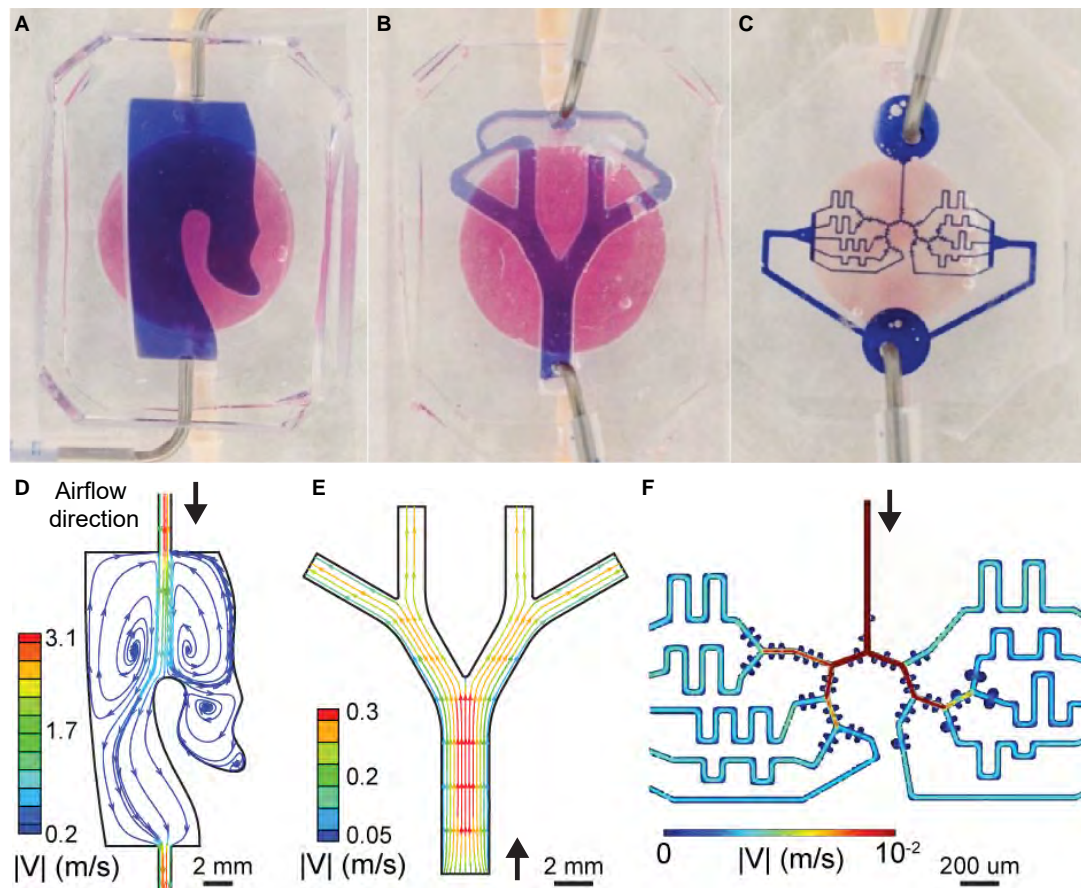 A
B
C
D
Airflow
direction
3.1
1.7
0.2
|V| (m/s)
2 mm
E
0.3
0.2
0.05
|V| (m/s)
2 mm
F
0
10⁻²
|V| (m/s)
200 um